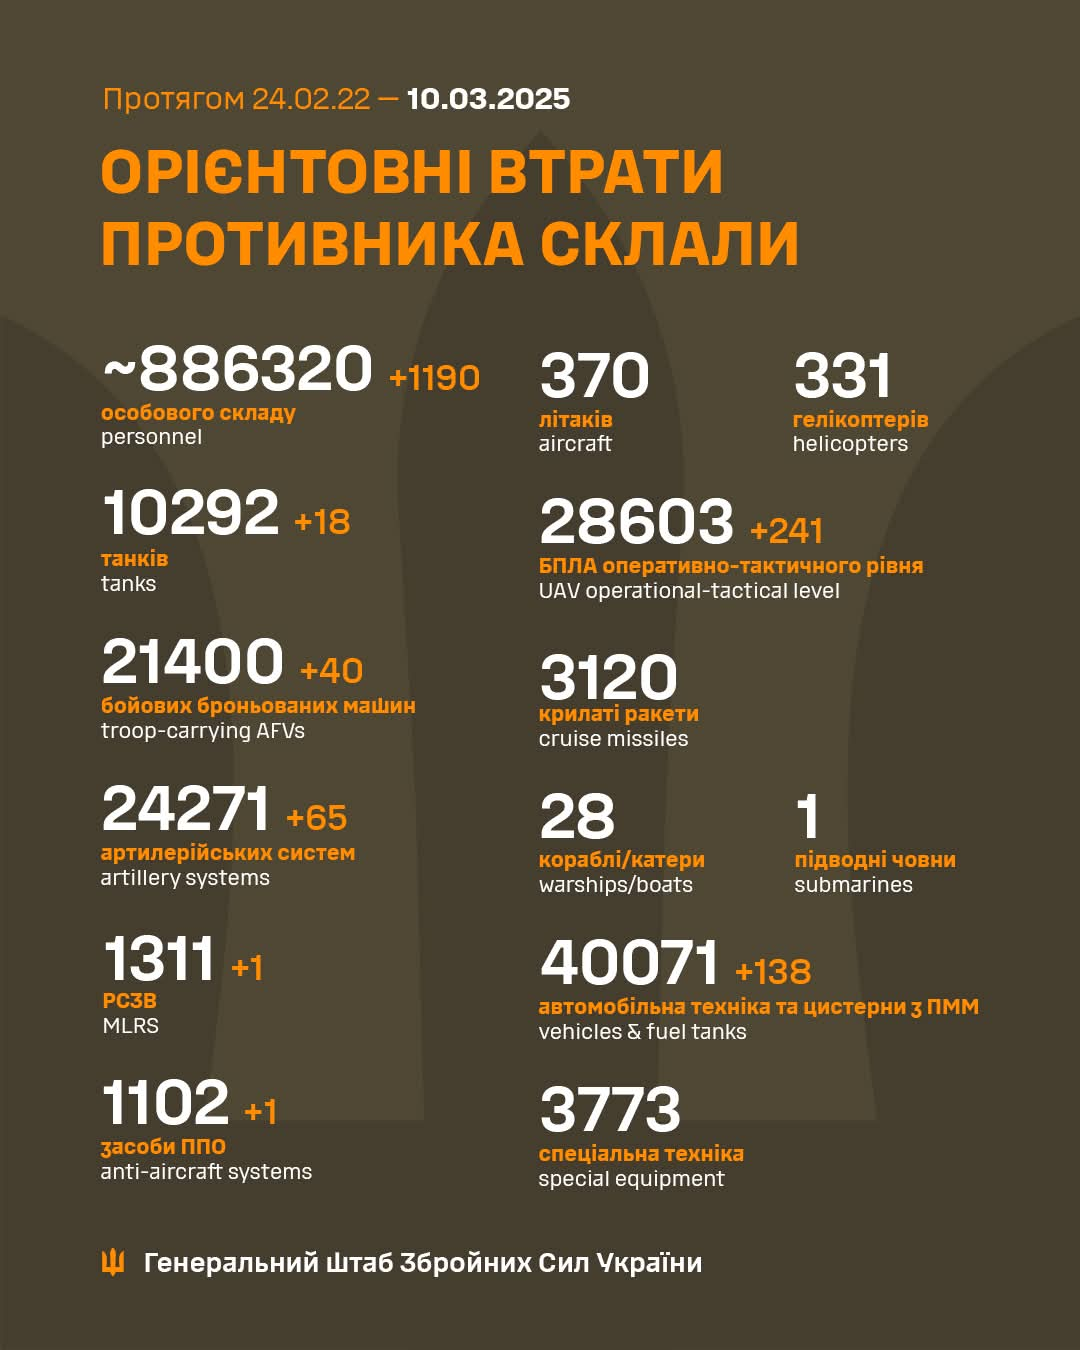 Протягом 24.02.22 – 10.03.2025
ОРІЄНТОВНІ ВТРАТИ
ПРОТИВНИКА СКЛАЛИ
~886320 +1190
особового складу
personnel
10292 +18
танків
tanks
21400 +40
бойових броньованих машин
troop-carrying AFVs
24271 +65
артилерійських систем
artillery systems
1311 +1
РСЗВ
MLRS
1102 +1
засоби ППО
anti-aircraft systems
370
літаків
aircraft
331
гелікоптерів
helicopters
28603 +241
БПЛА оперативно-тактичного рівня
UAV operational-tactical level
3120
крилаті ракети
cruise missiles
28
кораблі/катери
warships/boats
1
підводні човни
submarines
40071 +138
автомобільна техніка та цистерни з ПММ
vehicles & fuel tanks
3773
спеціальна техніка
special equipment
Генеральний штаб Збройних Сил України